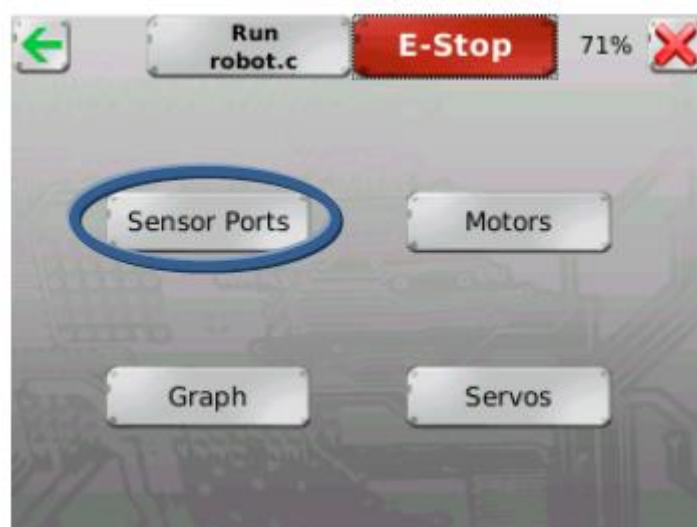 Run
robot.c
E-Stop
71%
Sensor Ports
Motors
Graph
Servos